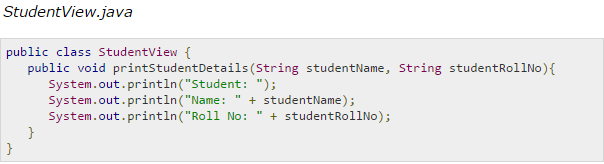 StudentView.java
public class StudentView {
   public void printStudentDetails(String studentName, String studentRollNo){
      System.out.println("Student: ");
      System.out.println("Name: " + studentName);
      System.out.println("Roll No: " + studentRollNo);
   }
}